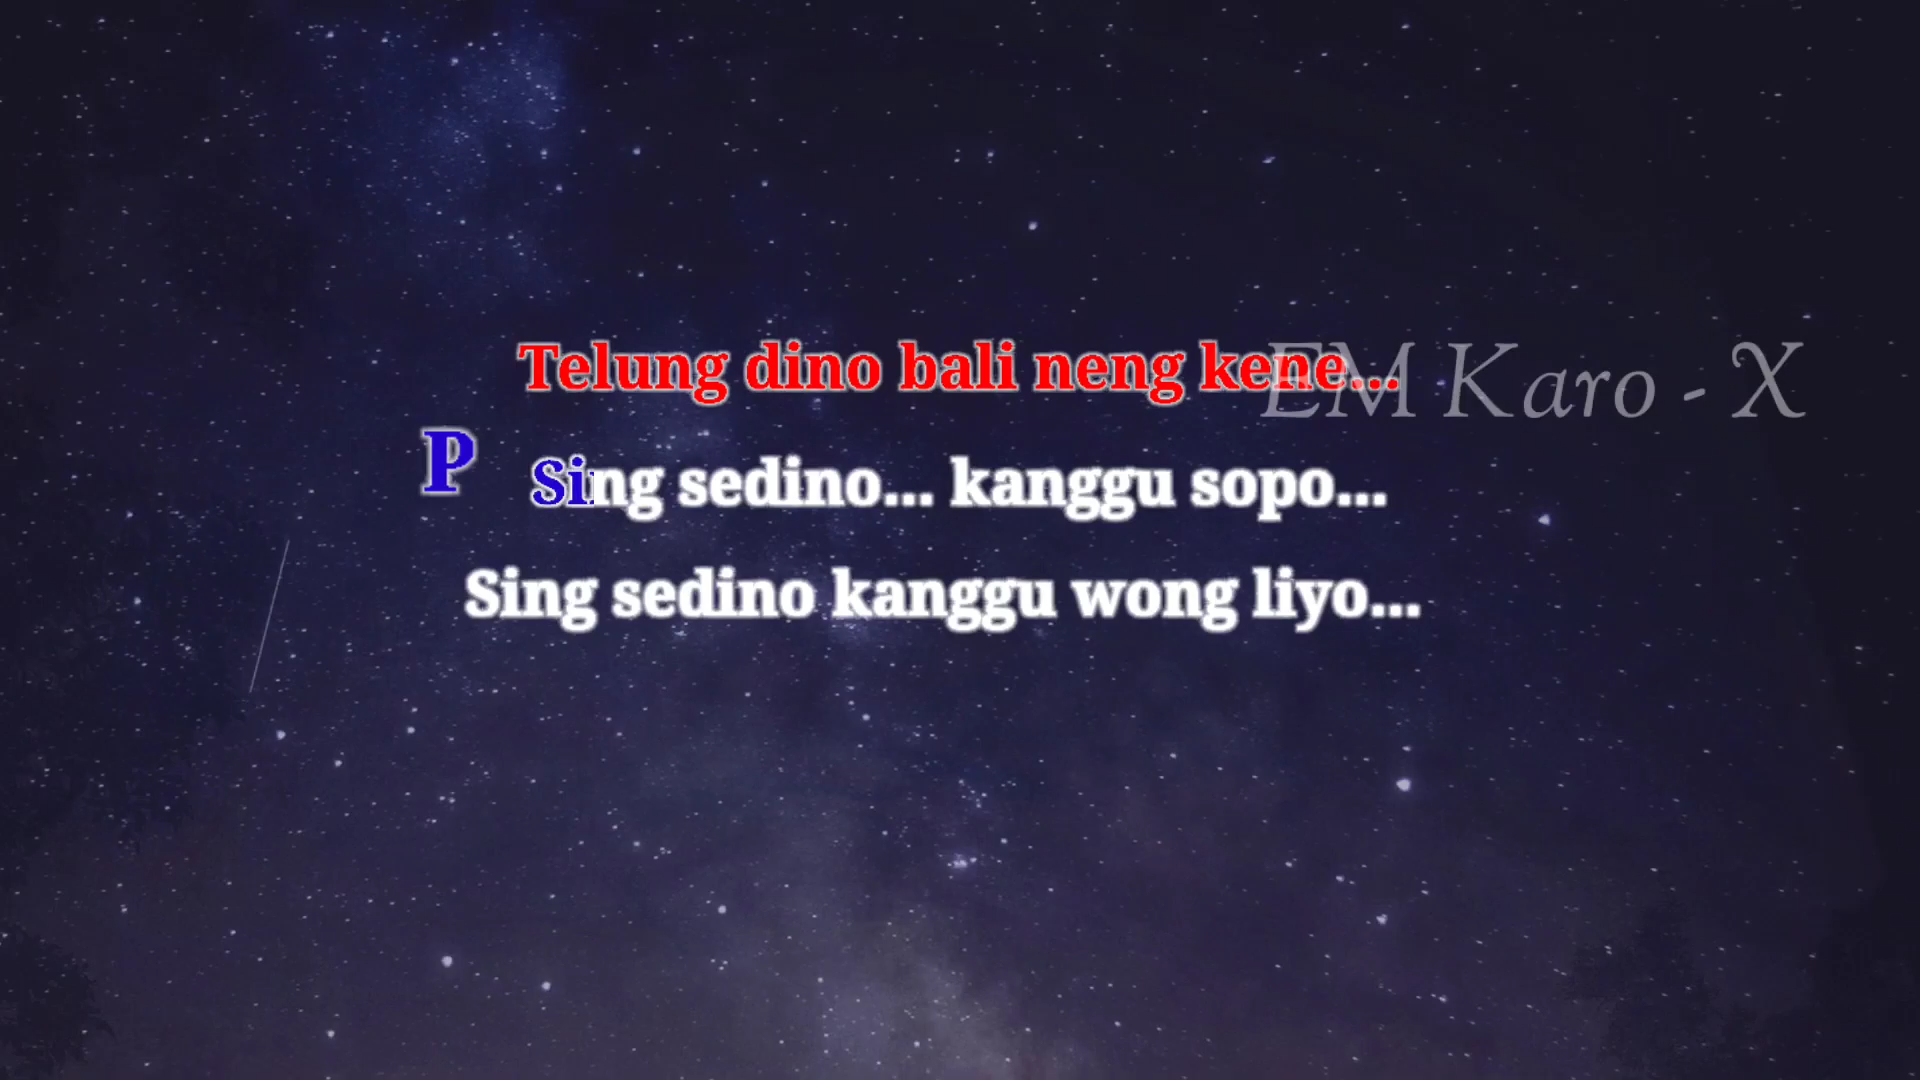 Telung dino bali neng kene...
EM Karo - X
P
Sing sedino... kanggu sopo...
Sing sedino kanggu wong liyo...